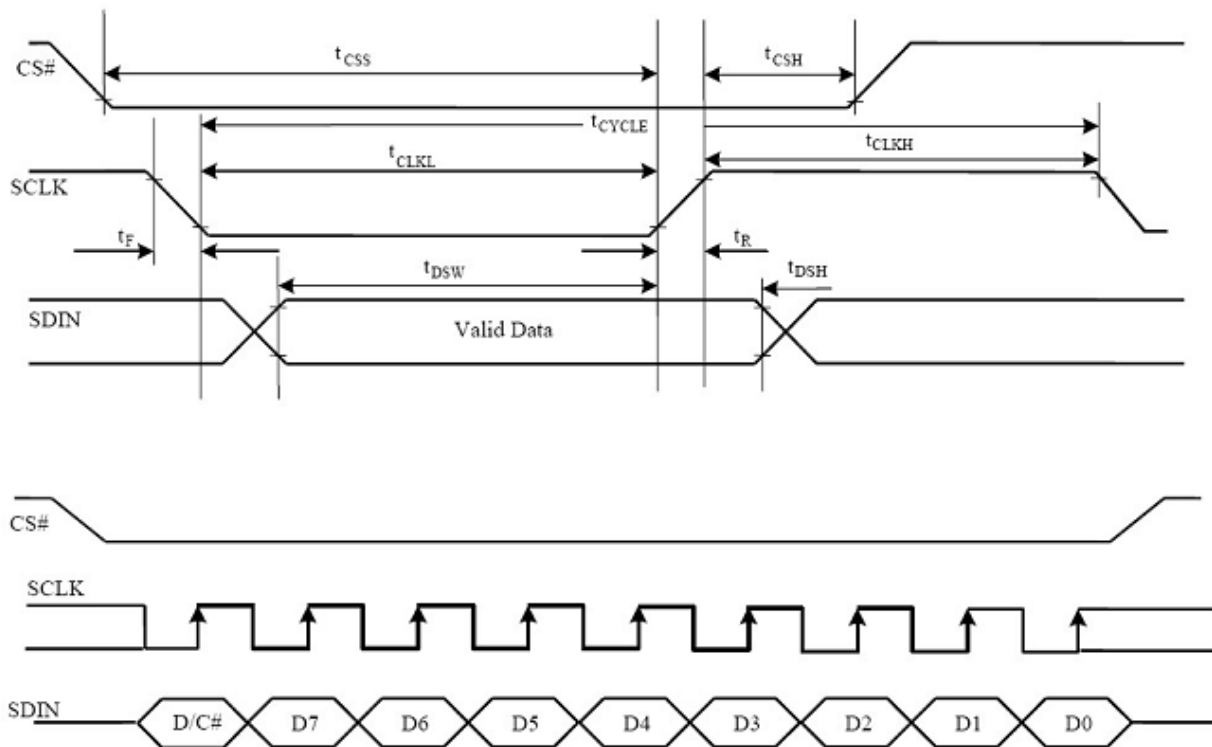 tCSS
tCSH
CS#
tCYCLE
tCLKL
tCLKH
SCLK
tF
tR
tDSW
tDSH
SDIN
Valid Data
CS#
SCLK
SDIN D/C# D7 D6 D5 D4 D3 D2 D1 D0